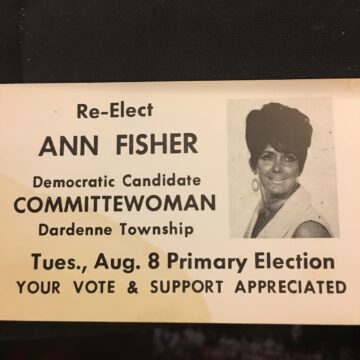 Re-Elect
ANN FISHER
Democratic Candidate
COMMITTEWOMAN
Dardenne Township
Tues., Aug. 8 Primary Election
YOUR VOTE & SUPPORT APPRECIATED